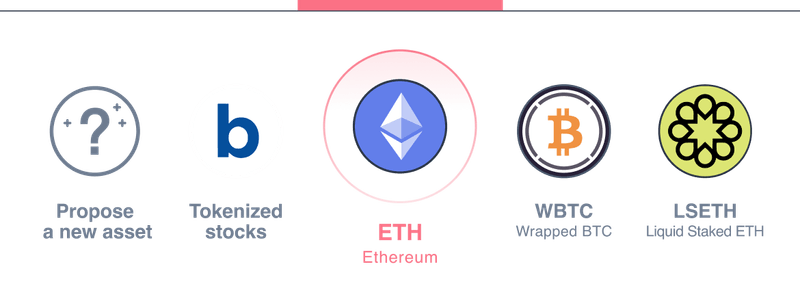 ?
Propose
a new asset
b
Tokenized
stocks
ETH
Ethereum
WBTC
Wrapped BTC
LSETH
Liquid Staked ETH